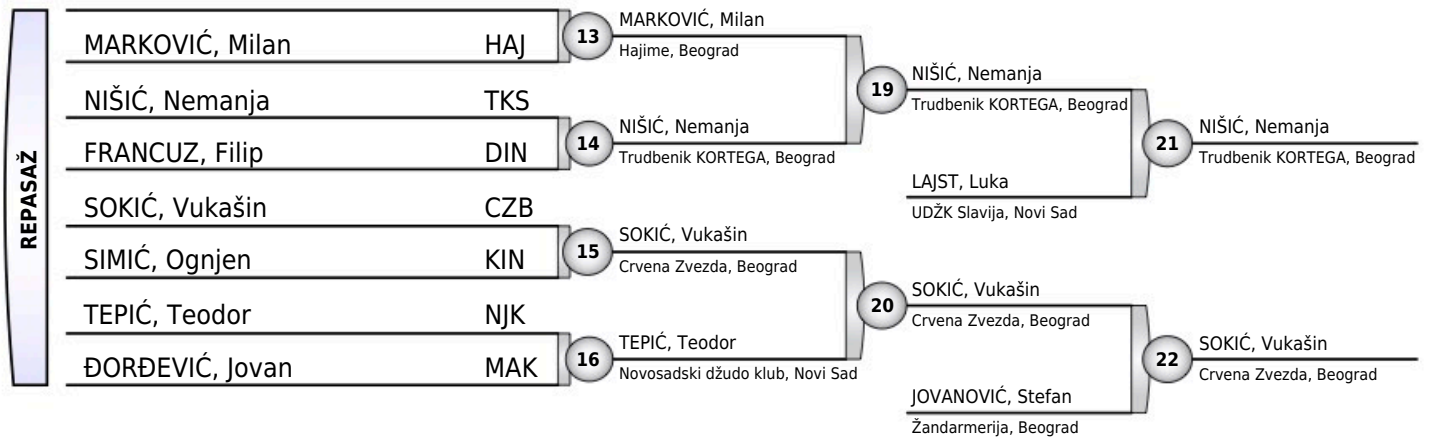 REPASAŽ
MARKOVIĆ, Milan HAJ
NIŠIĆ, Nemanja TKS
FRANCUZ, Filip DIN
SOKIĆ, Vukašin CZB
SIMIĆ, Ognjen KIN
TEPIĆ, Teodor NJK
ĐORĐEVIĆ, Jovan MAK
13
MARKOVIĆ, Milan
Hajime, Beograd
14
NIŠIĆ, Nemanja
Trudbenik KORTEGA, Beograd
15
SOKIĆ, Vukašin
Crvena Zvezda, Beograd
16
TEPIĆ, Teodor
Novosadski džudo klub, Novi Sad
19
NIŠIĆ, Nemanja
Trudbenik KORTEGA, Beograd
LAJST, Luka
UDŽK Slavija, Novi Sad
20
SOKIĆ, Vukašin
Crvena Zvezda, Beograd
JOVANOVIĆ, Stefan
Žandarmerija, Beograd
21
NIŠIĆ, Nemanja
Trudbenik KORTEGA, Beograd
22
SOKIĆ, Vukašin
Crvena Zvezda, Beograd